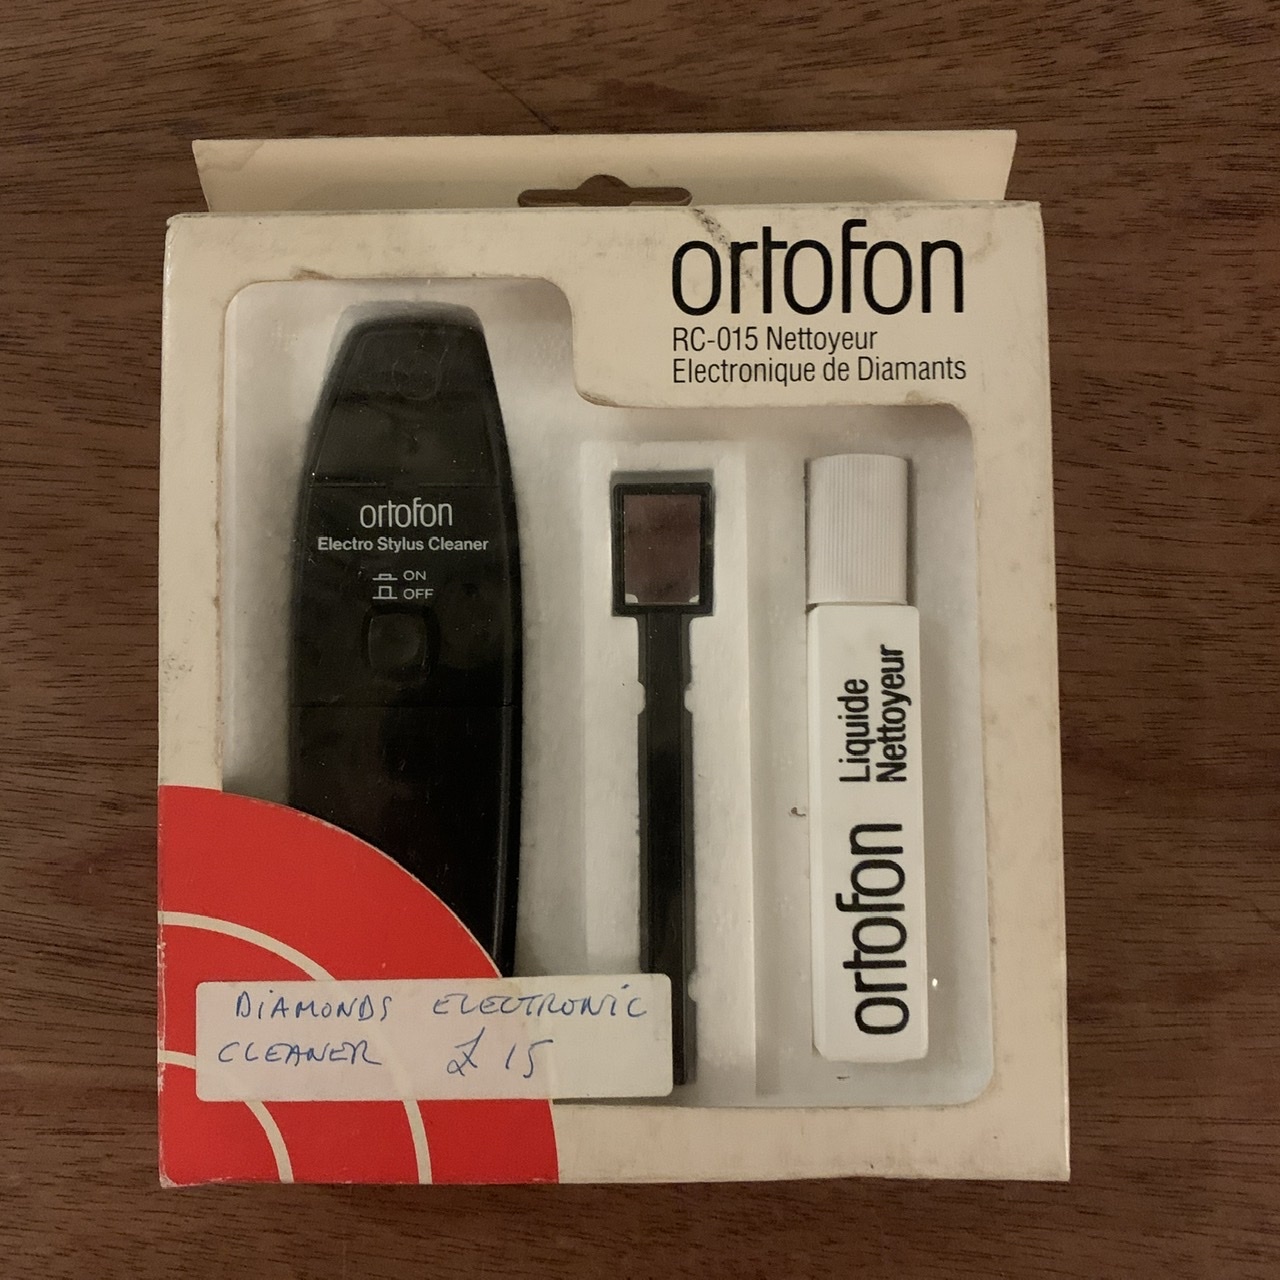 ortofon
RC-015 Nettoyeur
Electronique de Diamants
ortofon
Electro Stylus Cleaner
ON
OFF
ortofon
Liquide
Nettoyeur
DiAMONDS ELECTRONiC
CLEANER £ 15